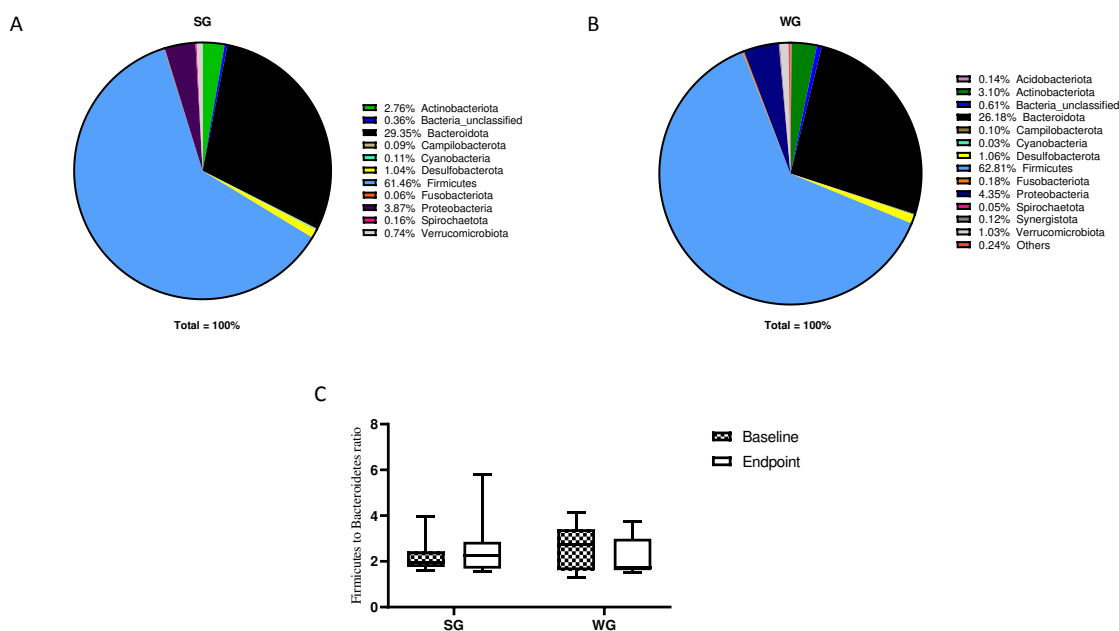 A
SG
2.76% Actinobacteriota
0.36% Bacteria_unclassified
29.35% Bacteroidota
0.09% Campilobacterota
0.11% Cyanobacteria
1.04% Desulfobacterota
61.46% Firmicutes
0.06% Fusobacteriota
3.87% Proteobacteria
0.16% Spirochaetota
0.74% Verrucomicrobiota
Total = 100%
B
WG
0.14% Acidobacteriota
3.10% Actinobacteriota
0.61% Bacteria_unclassified
26.18% Bacteroidota
0.10% Campilobacterota
0.03% Cyanobacteria
1.06% Desulfobacterota
62.81% Firmicutes
0.18% Fusobacteriota
4.35% Proteobacteria
0.05% Spirochaetota
0.12% Synergistota
1.03% Verrucomicrobiota
0.24% Others
Total = 100%
C
Firmicutes to Bacteroidetes ratio
8
6
4
2
0
SG
WG
Baseline
Endpoint